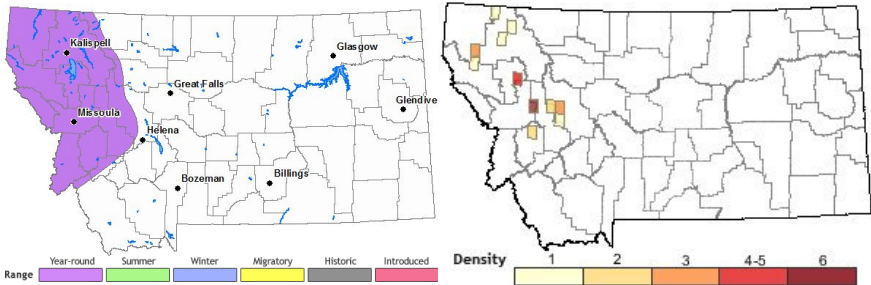 Kalispell
Glasgow
Great Falls
Glendive
Missoula
Helena
Bozeman
Billings
Year-round Summer Winter Migratory Historic Introduced
Range
Density
1 2 3 4-5 6